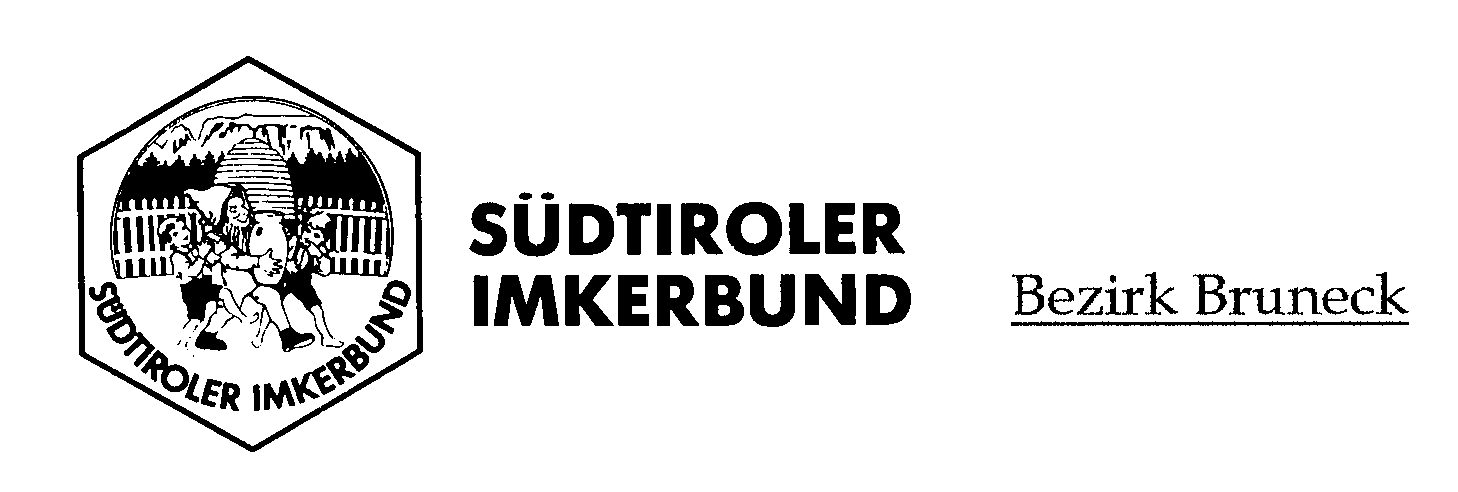 SÜDTIROLER IMKERBUND
SÜDTIROLER
IMKERBUND
Bezirk Bruneck